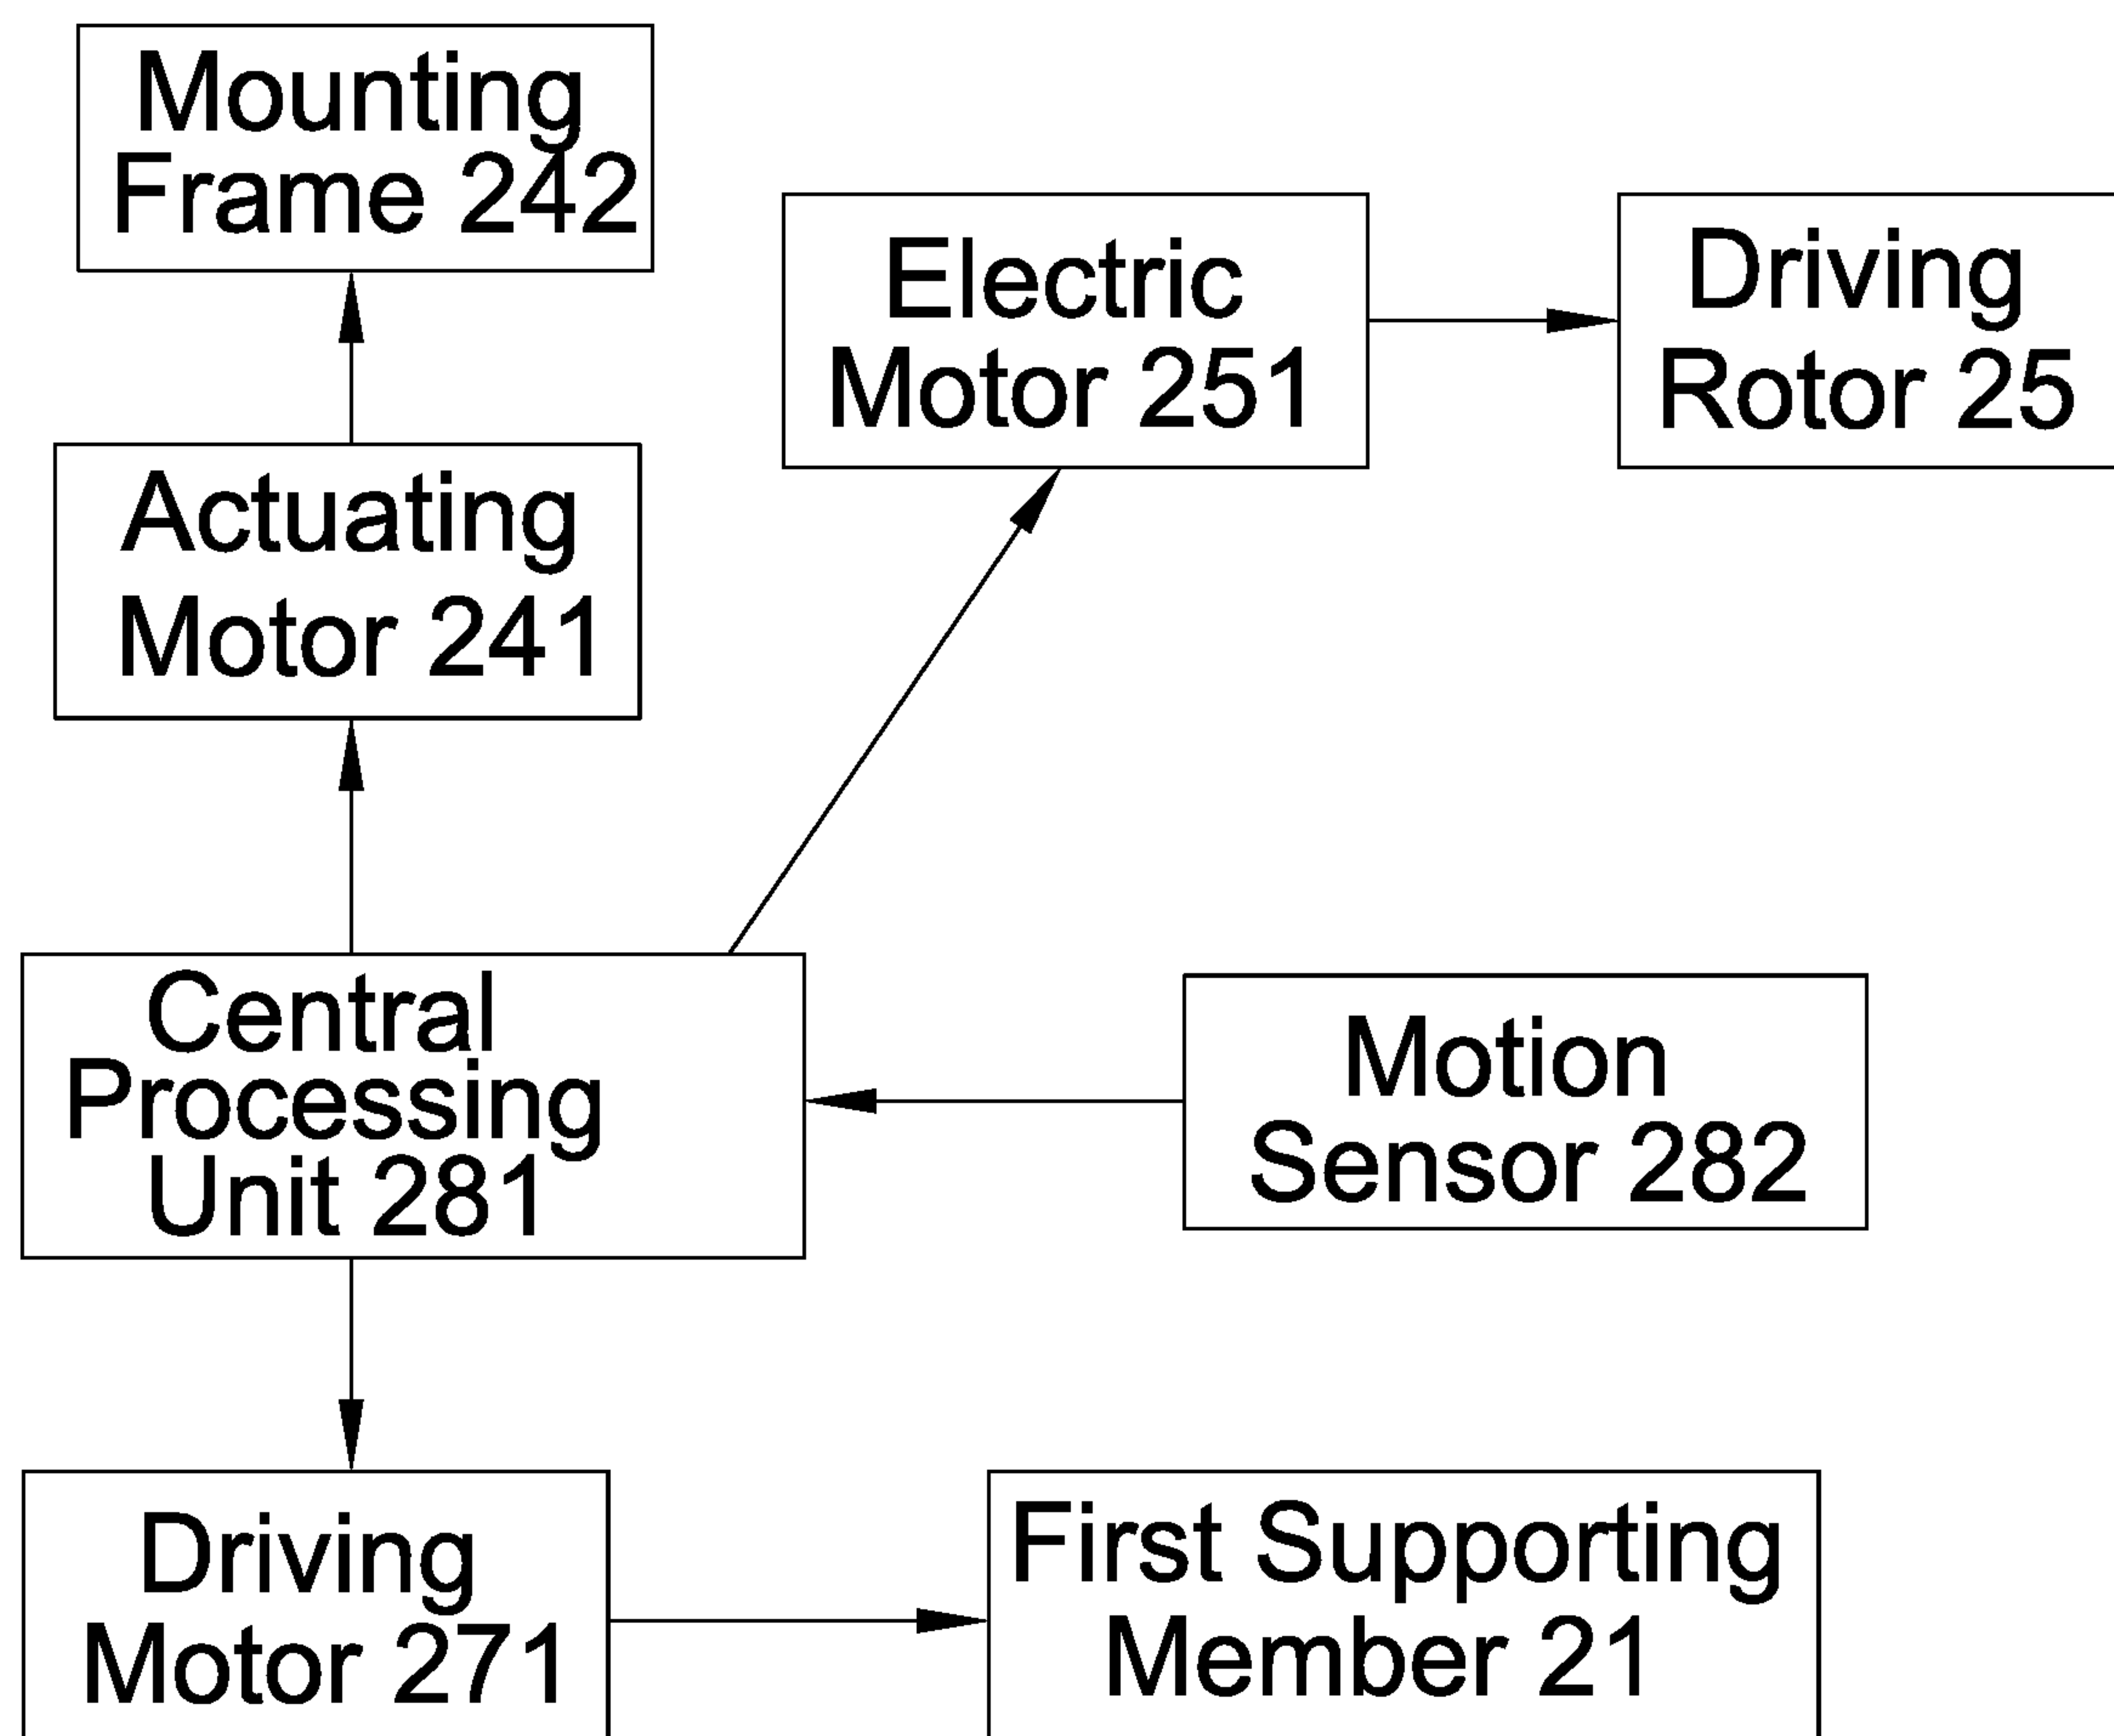 Mounting
Frame 242
Electric
Motor 251
Driving
Rotor 25
Actuating
Motor 241
Central
Processing
Unit 281
Motion
Sensor 282
Driving
Motor 271
First Supporting
Member 21